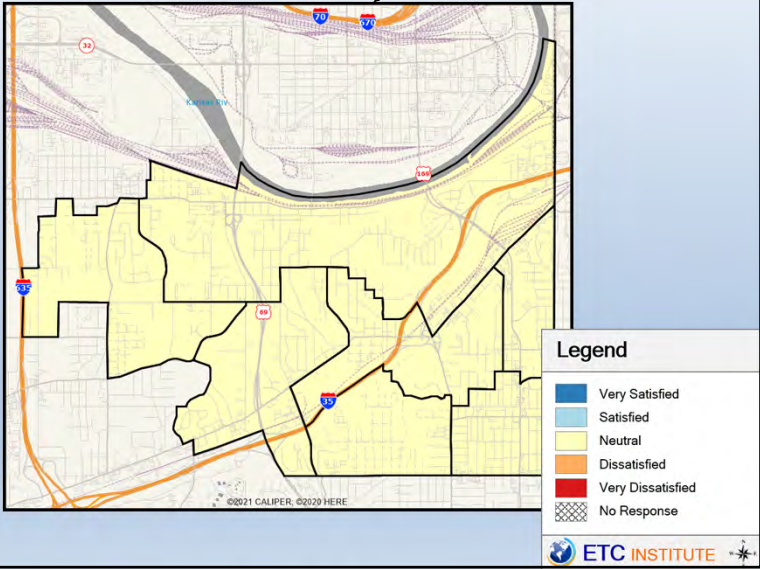 70
670
32
Kansas Riv
169
635
69
35
©2021 CALIPER; ©2020 HERE
Legend
Very Satisfied
Satisfied
Neutral
Dissatisfied
Very Dissatisfied
No Response
ETC INSTITUTE